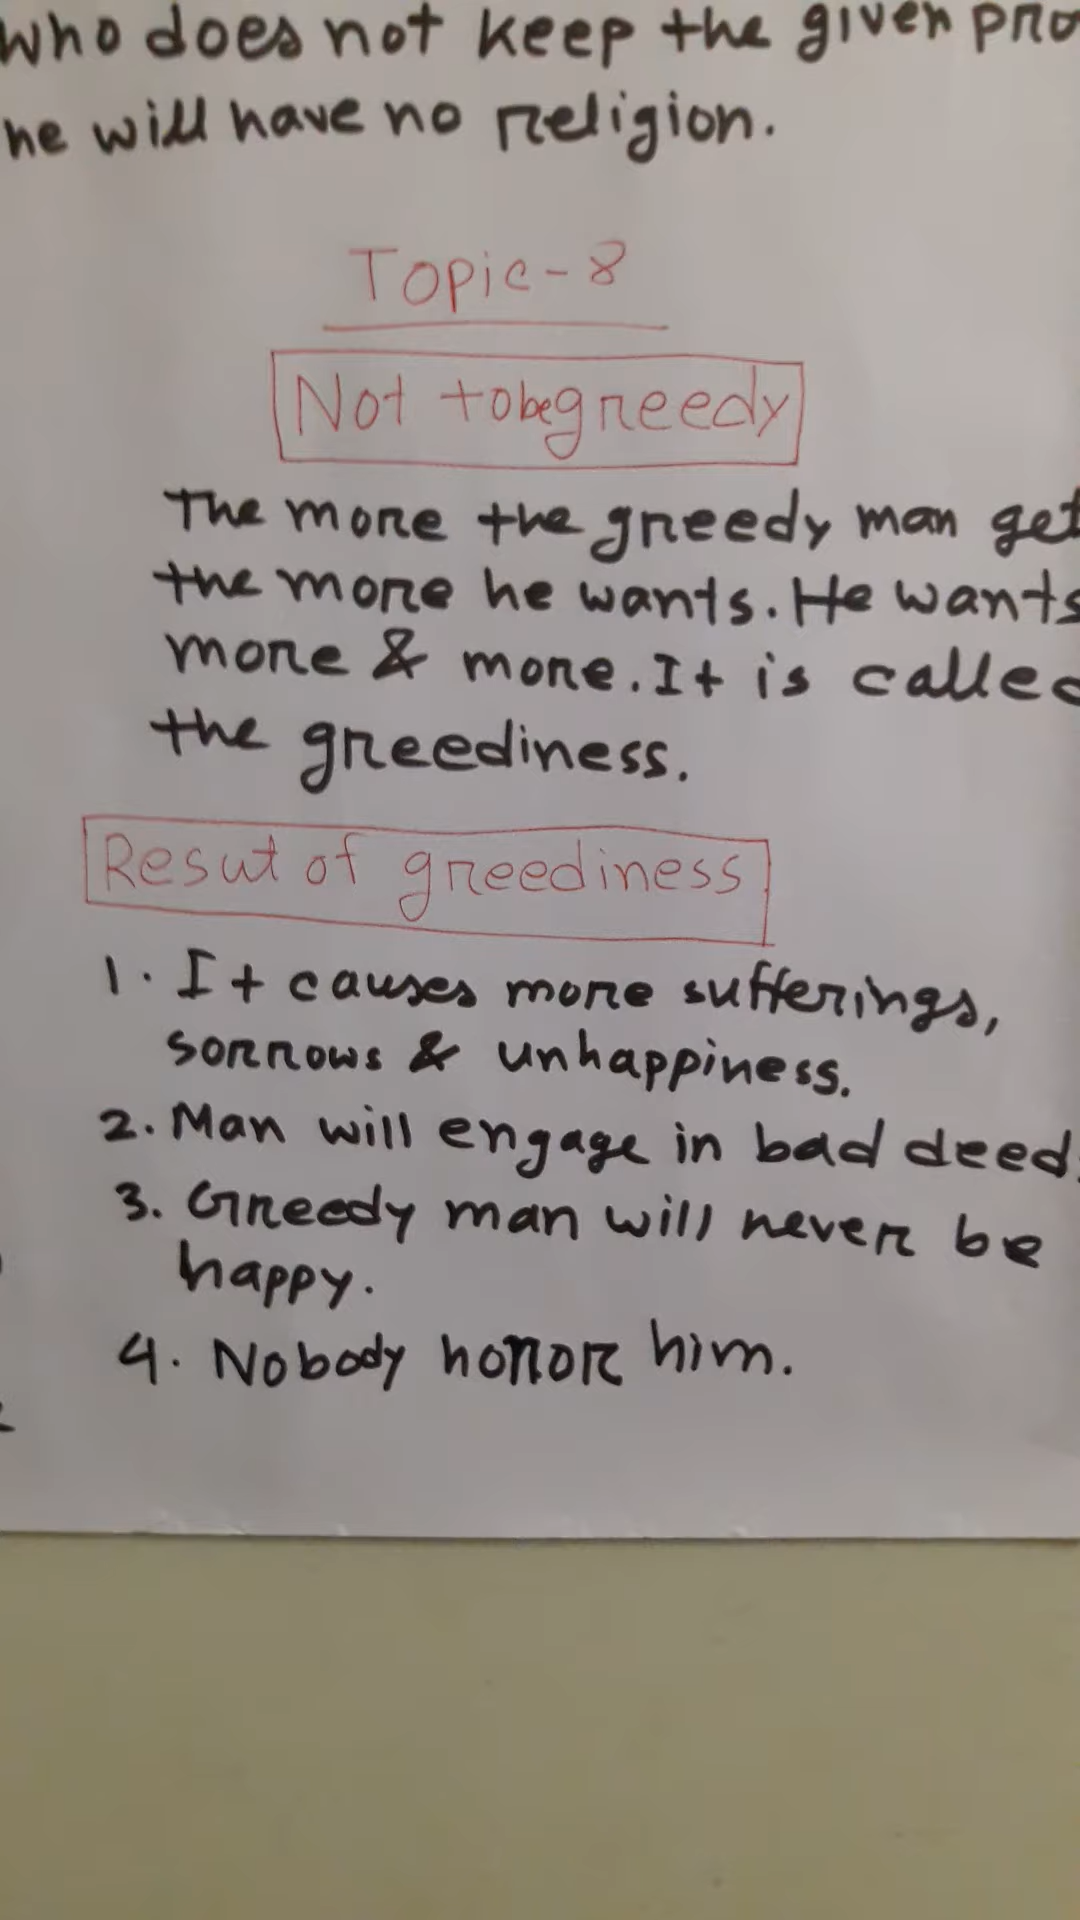 who does not keep the given pro
he will have no religion.
Topic-8
Not tobegreedy
The more the greedy man get
the more he wants. He wants
more & more. It is called
the greediness.
Resut of greediness
1. It causes more sufferings,
sorrows & unhappiness.
2. Man will engage in bad deed.
3. Greedy man will never be
happy.
4. Nobody honor him.